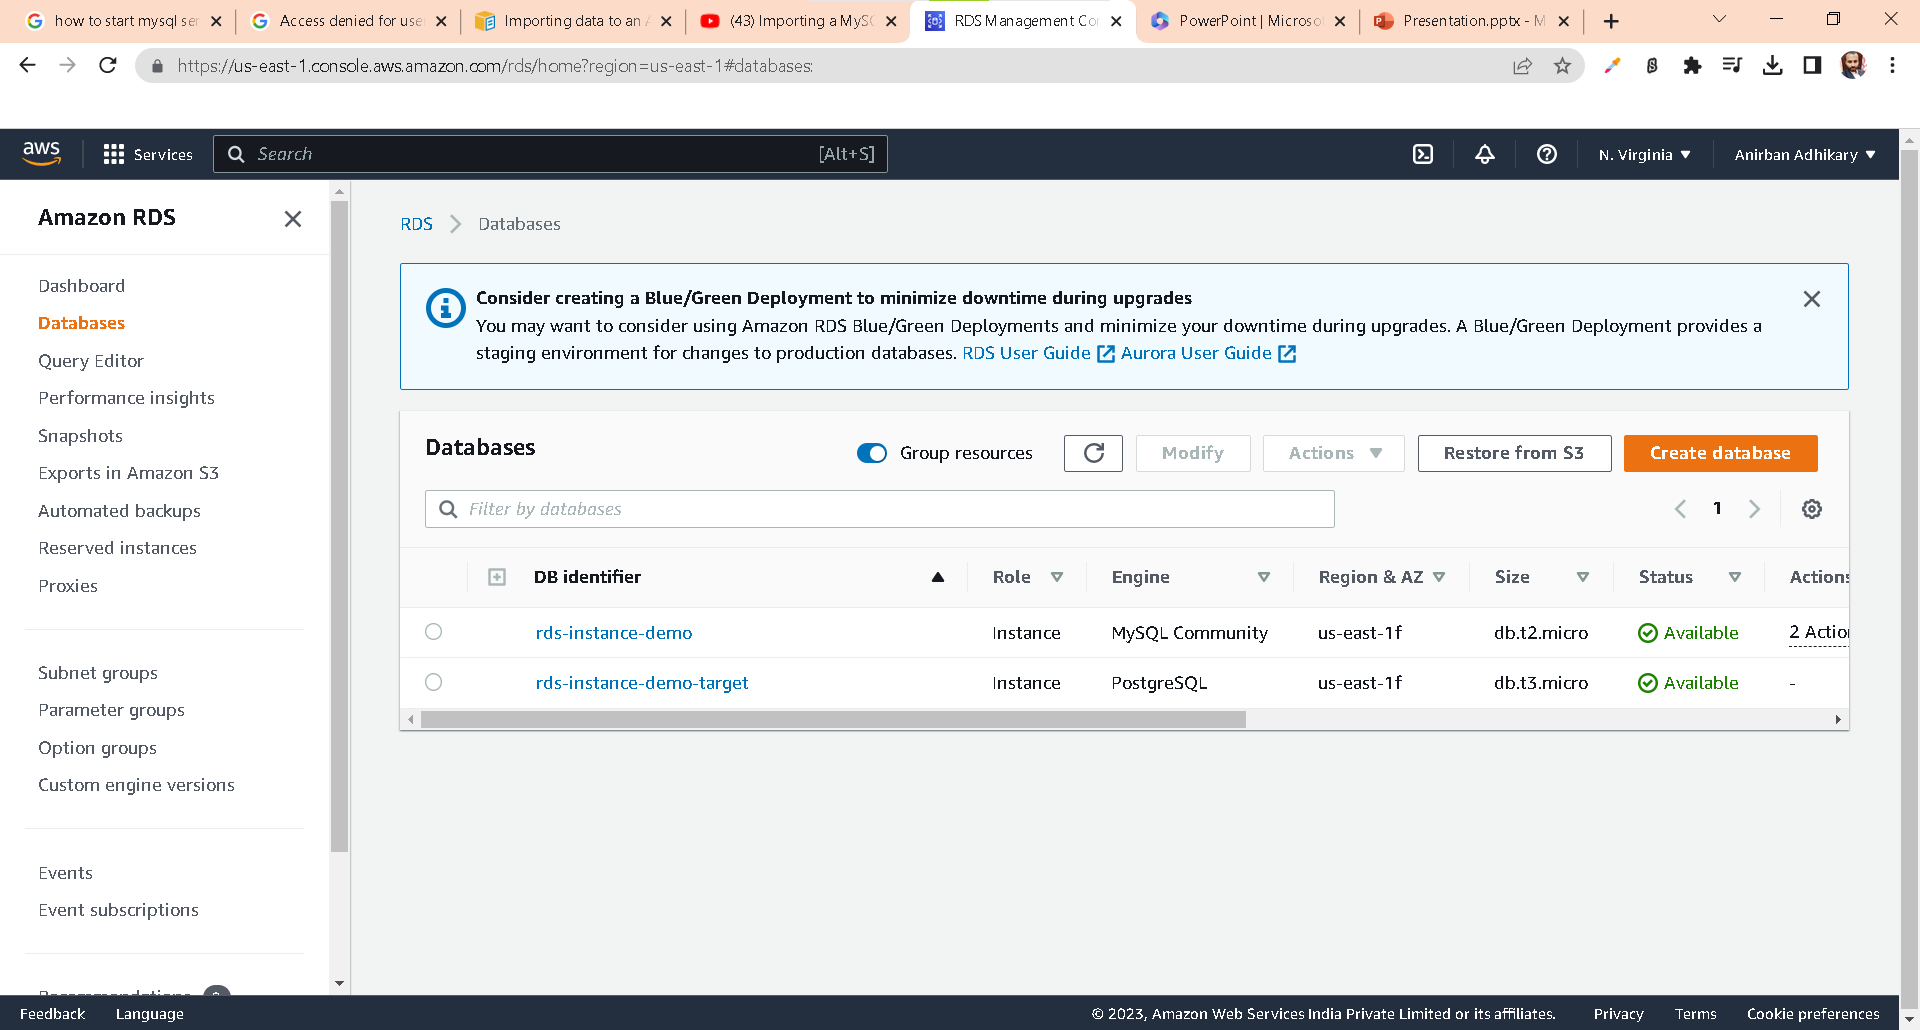 how to start mysql ser
Access denied for use
Importing data to an A
(43) Importing a MySQ
RDS Management Co
PowerPoint | Microso
Presentation.pptx - M
https://us-east-1.console.aws.amazon.com/rds/home?region=us-east-1#databases:
aws
Services
Search
[Alt+S]
N. Virginia
Anirban Adhikary
Amazon RDS
Dashboard
Databases
Query Editor
Performance insights
Snapshots
Exports in Amazon S3
Automated backups
Reserved instances
Proxies
Subnet groups
Parameter groups
Option groups
Custom engine versions
Events
Event subscriptions
Recommendations
RDS
Databases
Consider creating a Blue/Green Deployment to minimize downtime during upgrades
You may want to consider using Amazon RDS Blue/Green Deployments and minimize your downtime during upgrades. A Blue/Green Deployment provides a
staging environment for changes to production databases. RDS User Guide Aurora User Guide
Databases
Group resources
Modify
Actions
Restore from S3
Create database
Filter by databases
1
DB identifier Role Engine Region & AZ Size Status Actions
rds-instance-demo Instance MySQL Community us-east-1f db.t2.micro Available 2 Actio
rds-instance-demo-target Instance PostgreSQL us-east-1f db.t3.micro Available -
Feedback Language © 2023, Amazon Web Services India Private Limited or its affiliates. Privacy Terms Cookie preferences